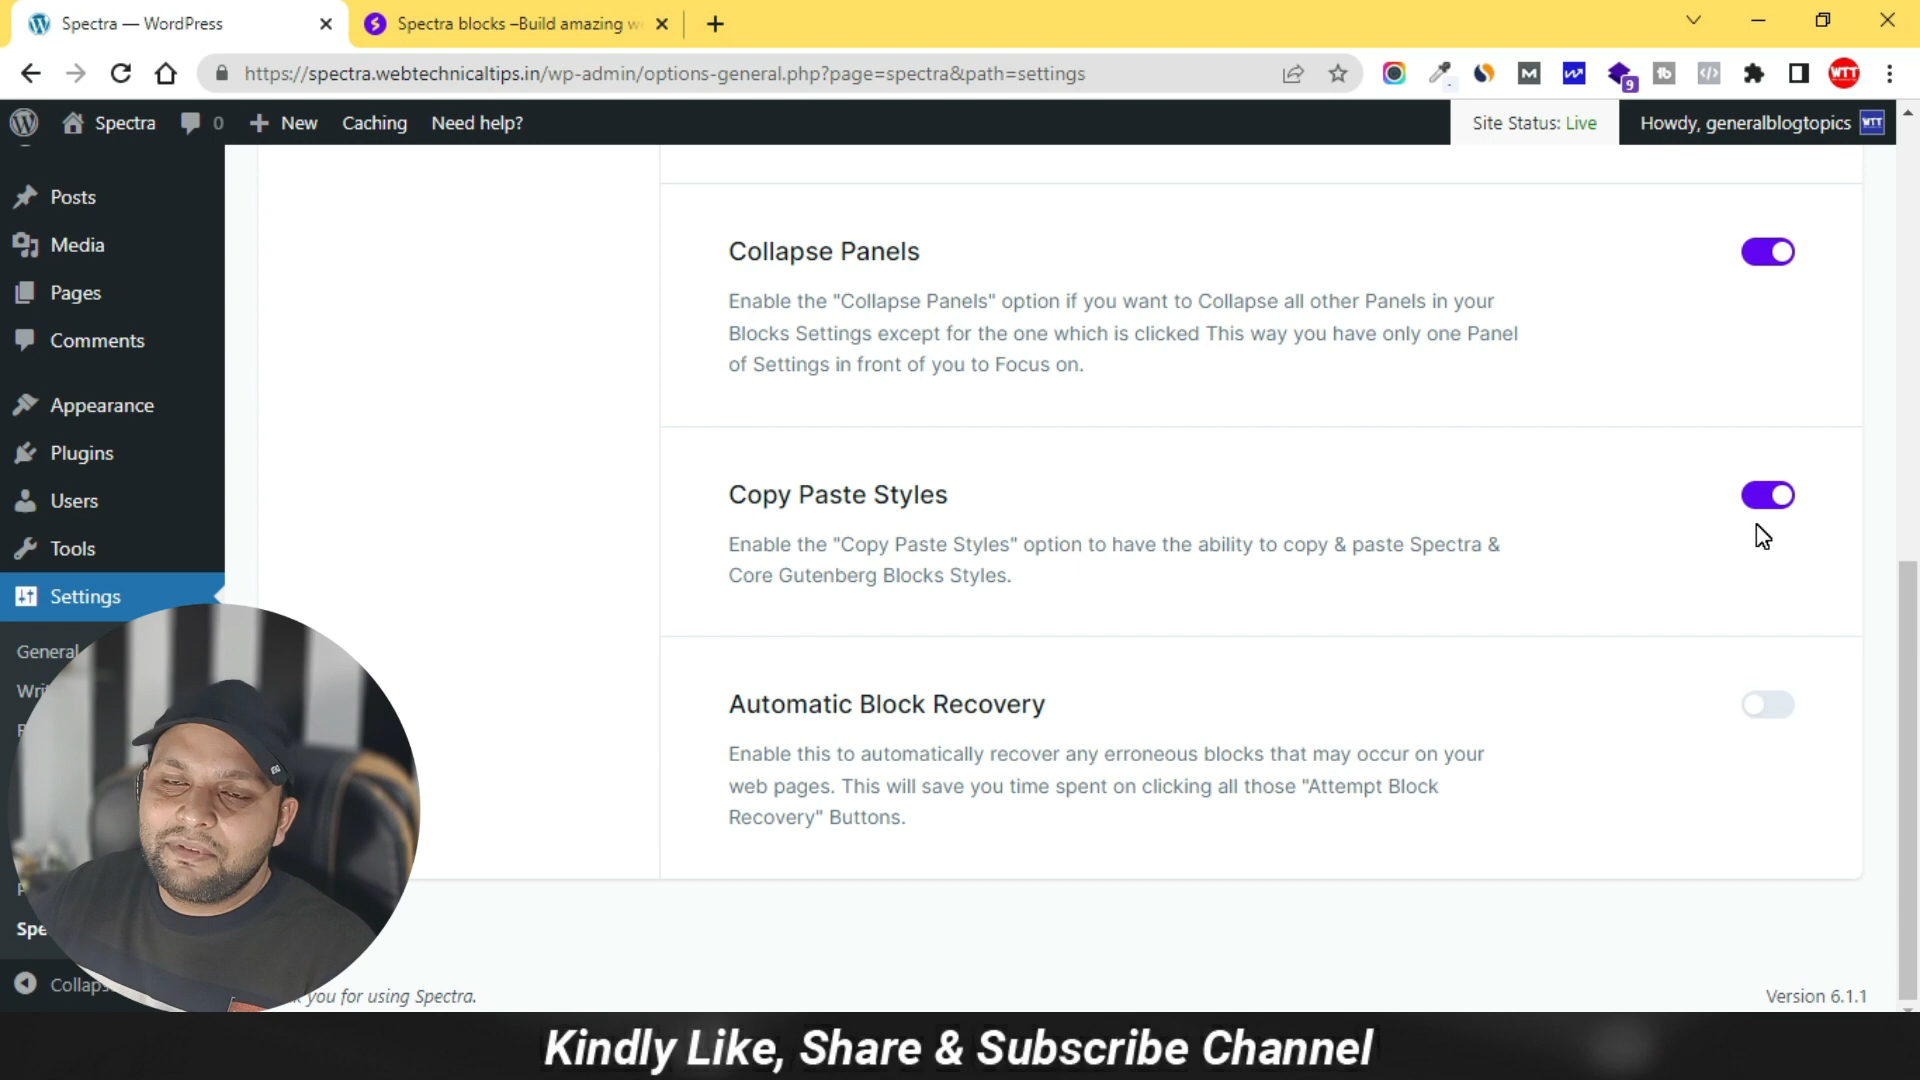 Spectra — WordPress
Spectra blocks –Build amazing w
https://spectra.webtechnicaltips.in/wp-admin/options-general.php?page=spectra&path=settings
9
WTT
Spectra
0
New
Caching
Need help?
Site Status: Live
Howdy, generalblogtopics
WTT
Posts
Media
Pages
Comments
Appearance
Plugins
Users
Tools
Settings
General
Wri
Spe
Collaps
Collapse Panels
Enable the "Collapse Panels" option if you want to Collapse all other Panels in your
Blocks Settings except for the one which is clicked This way you have only one Panel
of Settings in front of you to Focus on.
Copy Paste Styles
Enable the "Copy Paste Styles" option to have the ability to copy & paste Spectra &
Core Gutenberg Blocks Styles.
Automatic Block Recovery
Enable this to automatically recover any erroneous blocks that may occur on your
web pages. This will save you time spent on clicking all those "Attempt Block
Recovery" Buttons.
you for using Spectra.
Version 6.1.1
Kindly Like, Share & Subscribe Channel